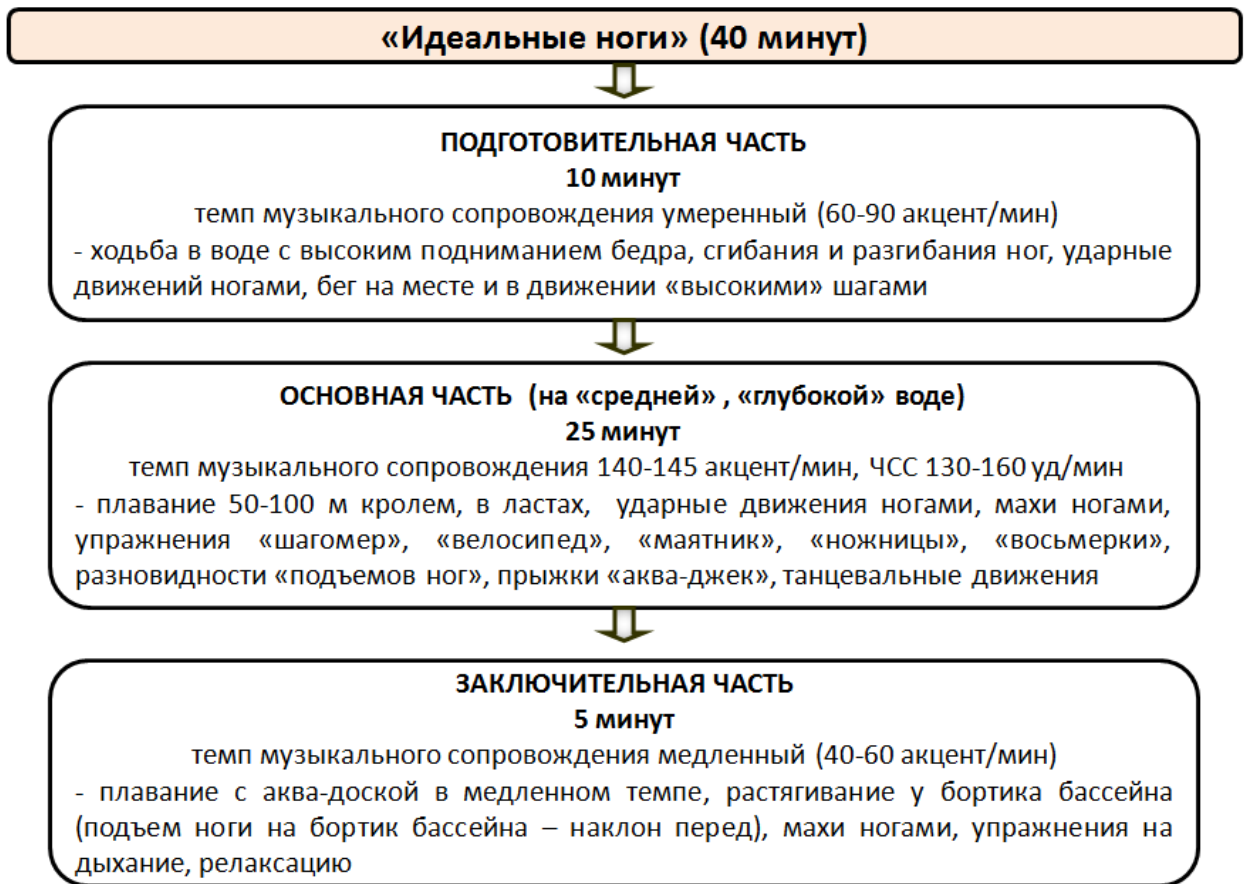 «Идеальные ноги» (40 минут)
ПОДГОТОВИТЕЛЬНАЯ ЧАСТЬ
10 минут
темп музыкального сопровождения умеренный (60-90 акцент/мин)
- ходьба в воде с высоким подниманием бедра, сгибания и разгибания ног, ударные
движений ногами, бег на месте и в движении «высокими» шагами
ОСНОВНАЯ ЧАСТЬ (на «средней» , «глубокой» воде)
25 минут
темп музыкального сопровождения 140-145 акцент/мин, ЧСС 130-160 уд/мин
- плавание 50-100 м кролем, в ластах, ударные движения ногами, махи ногами,
упражнения «шагомер», «велосипед», «маятник», «ножницы», «восьмерки»,
разновидности «подъемов ног», прыжки «аква-джек», танцевальные движения
ЗАКЛЮЧИТЕЛЬНАЯ ЧАСТЬ
5 минут
темп музыкального сопровождения медленный (40-60 акцент/мин)
- плавание с аква-доской в медленном темпе, растягивание у бортика бассейна
(подъем ноги на бортик бассейна – наклон перед), махи ногами, упражнения на
дыхание, релаксацию